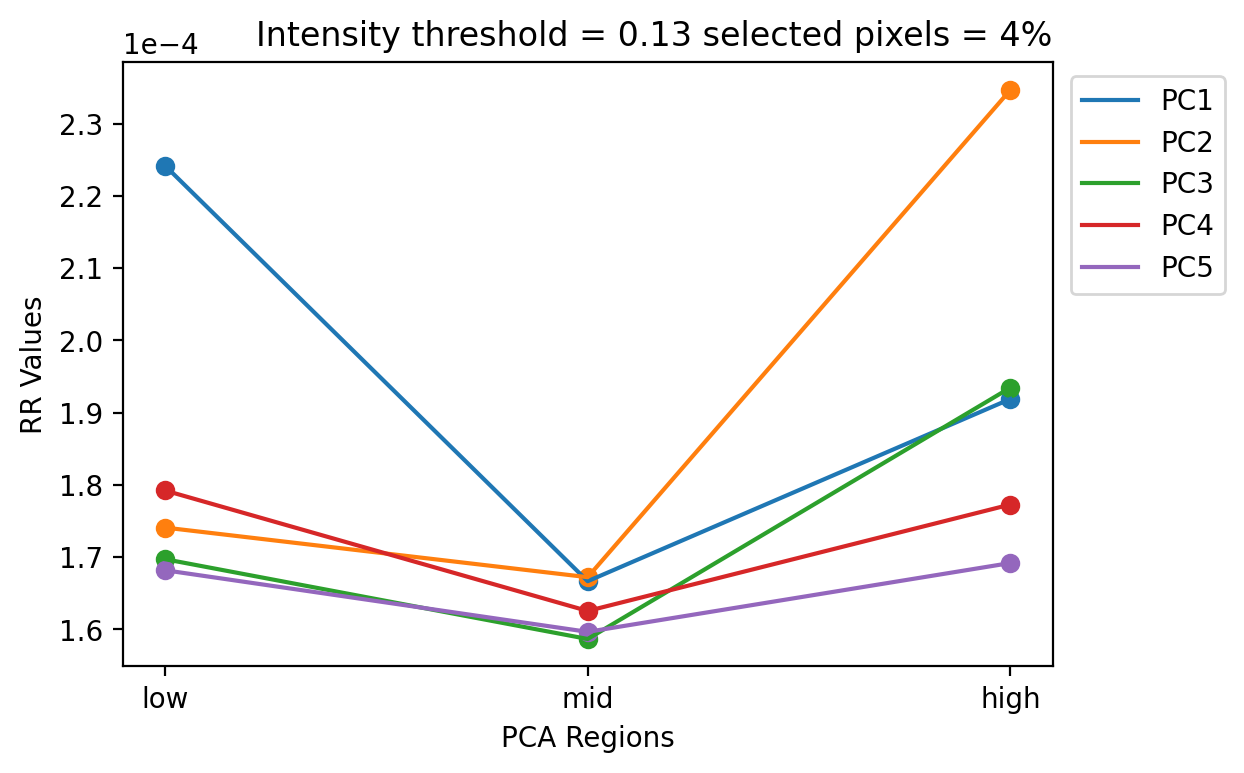 Intensity threshold = 0.13 selected pixels = 4%
1e−4
2.3
2.2
2.1
2.0
1.9
1.8
1.7
1.6
RR Values
low
mid
high
PCA Regions
PC1
PC2
PC3
PC4
PC5